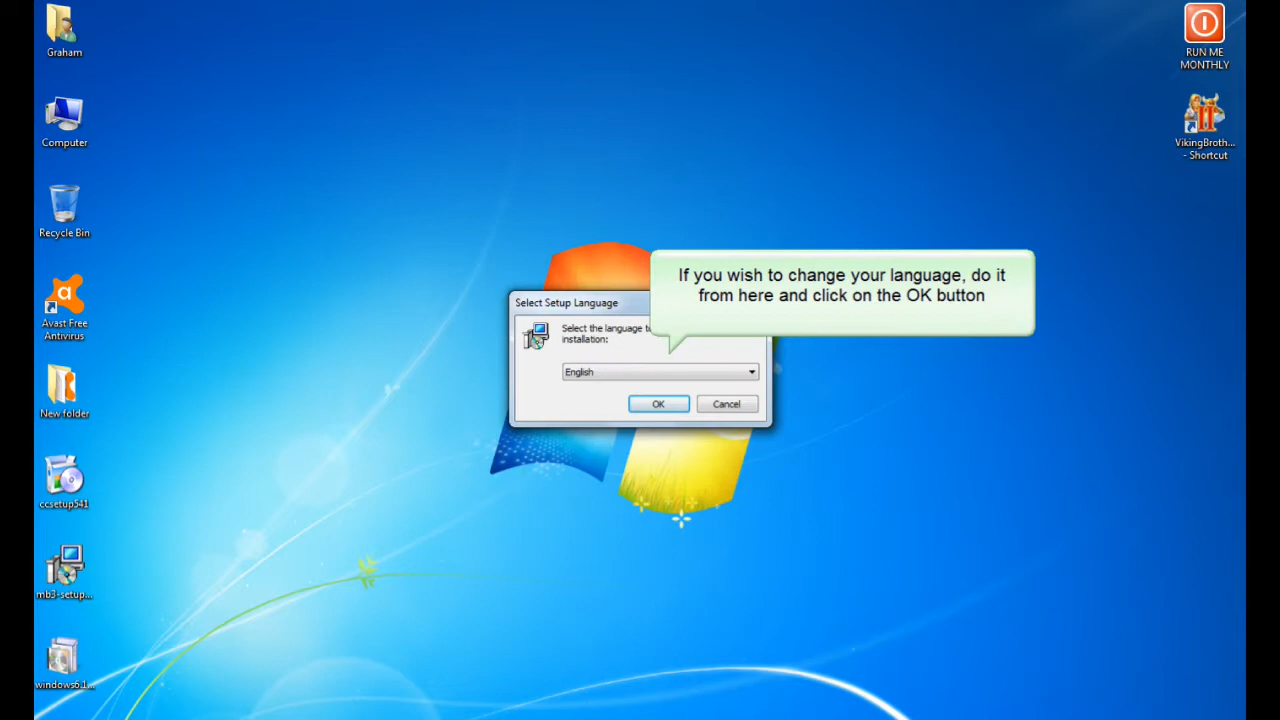 Graham
Computer
Recycle Bin
Avast Free
Antivirus
New folder
ccsetup541
mb3-setup...
windows6.1...
RUN ME
MONTHLY
VikingBroth...
- Shortcut
If you wish to change your language, do it
from here and click on the OK button
Select Setup Language
Select the language
installation:
English
OK
Cancel